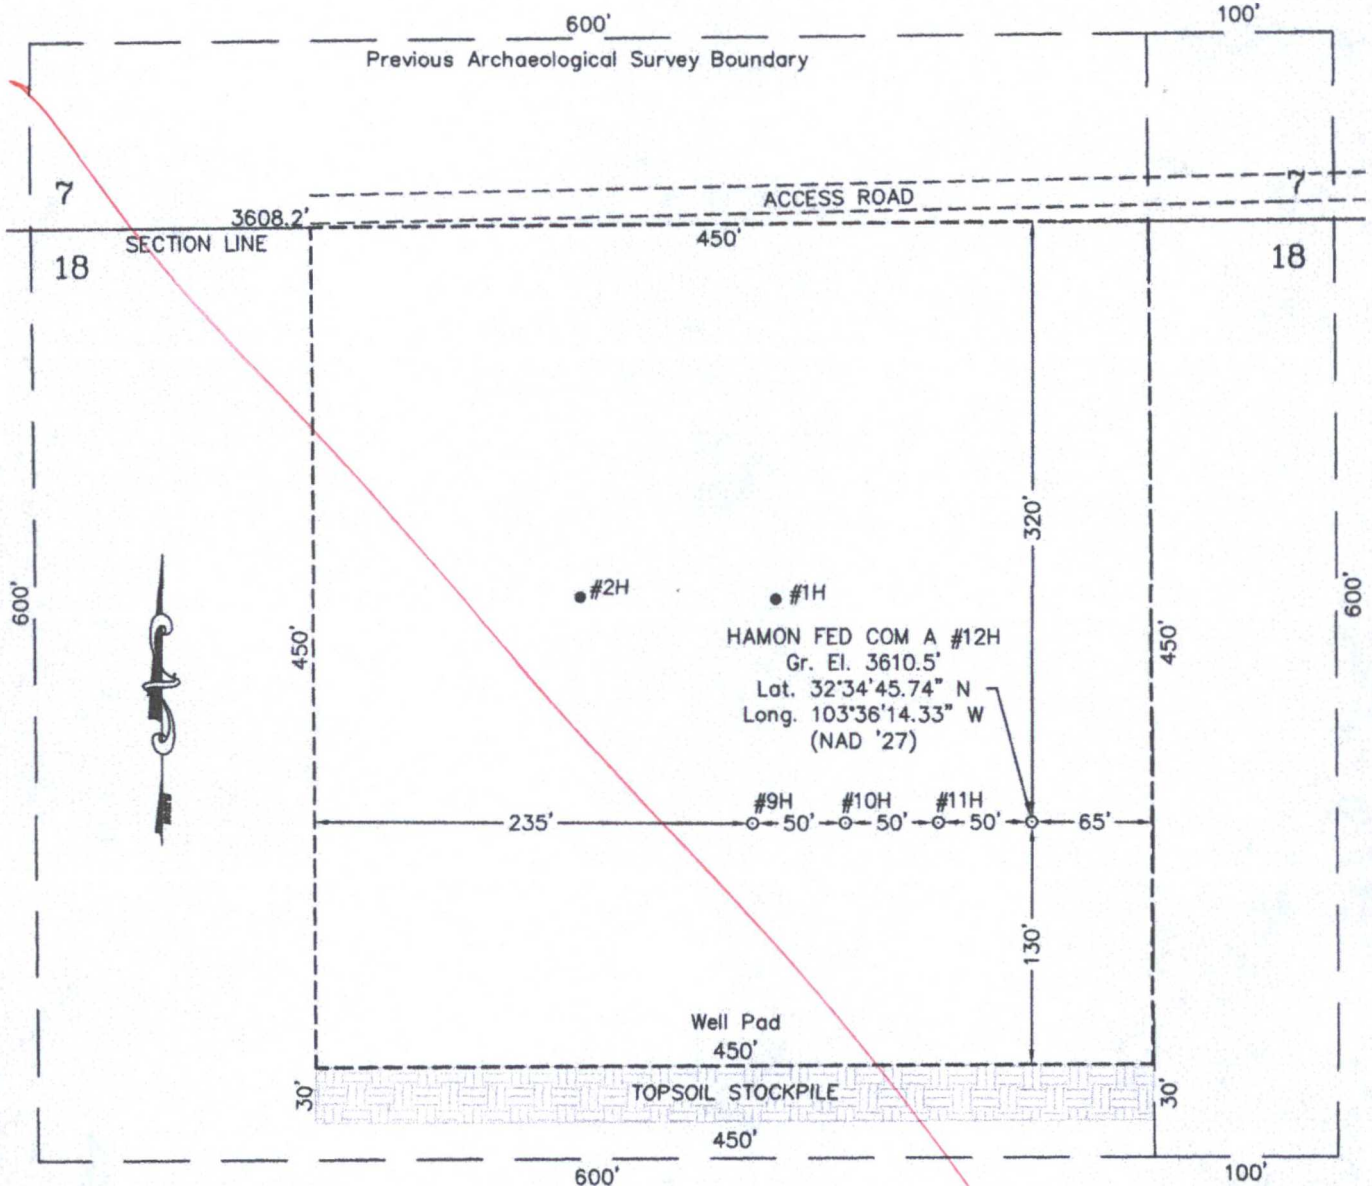 600'
100'
Previous Archaeological Survey Boundary
7
7
ACCESS ROAD
3608.2'
SECTION LINE
450'
18
18
320'
600'
600'
#2H
#1H
450'
450'
HAMON FED COM A #12H
Gr. El. 3610.5'
Lat. 32°34'45.74" N
Long. 103°36'14.33" W
(NAD '27)
#9H
#10H
#11H
235'
50'
50'
50'
65'
130'
Well Pad
450'
30'
TOPSOIL STOCKPILE
30'
450'
600'
100'